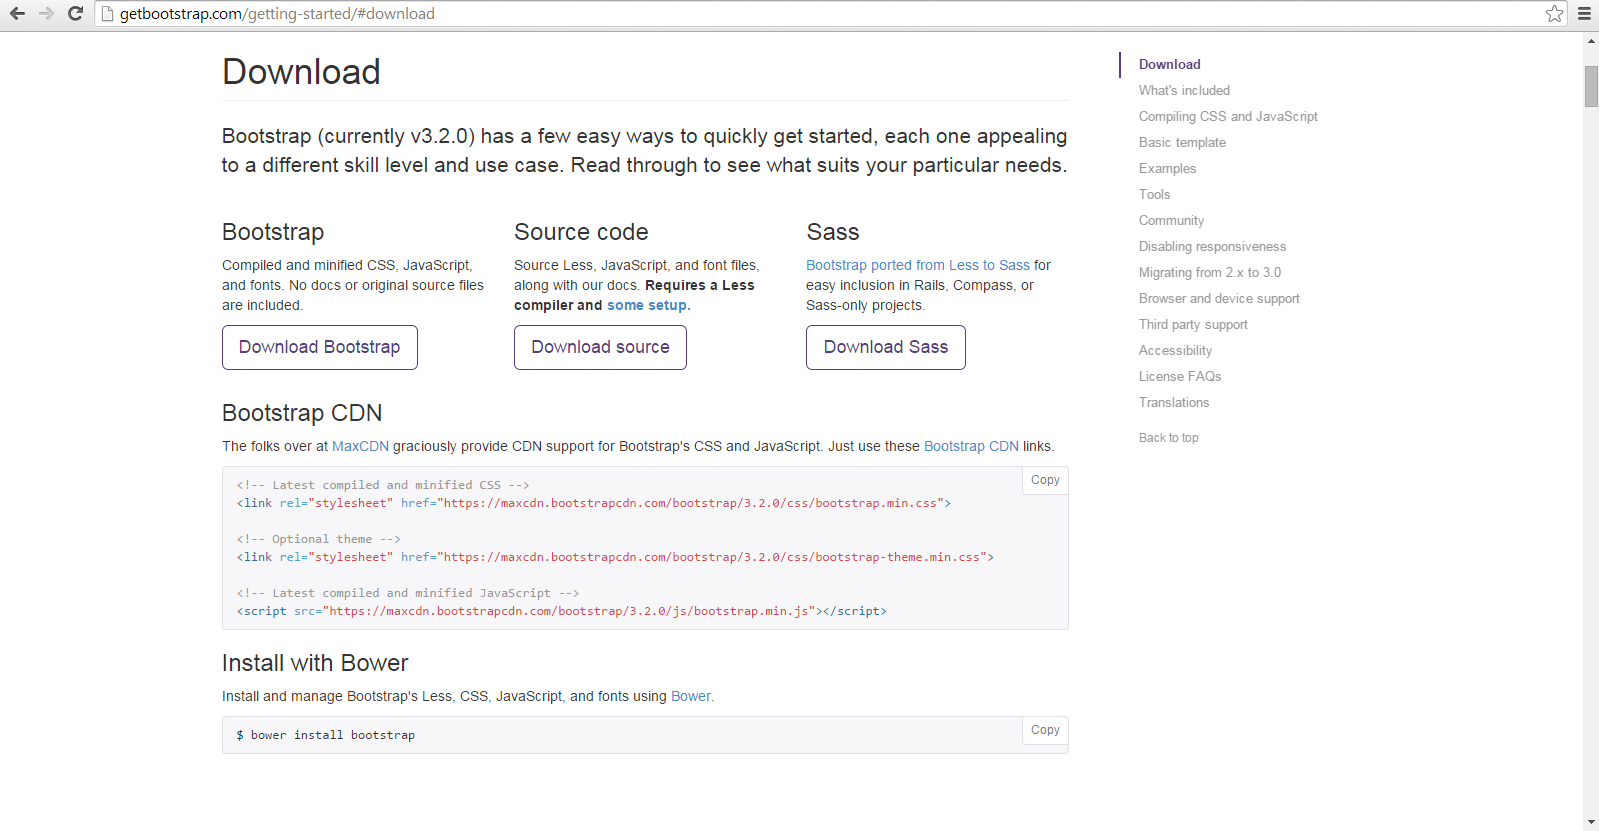 getbootstrap.com/getting-started/#download
Download
Bootstrap (currently v3.2.0) has a few easy ways to quickly get started, each one appealing
to a different skill level and use case. Read through to see what suits your particular needs.
Bootstrap
Compiled and minified CSS, JavaScript,
and fonts. No docs or original source files
are included.
Download Bootstrap
Source code
Source Less, JavaScript, and font files,
along with our docs. Requires a Less
compiler and some setup.
Download source
Sass
Bootstrap ported from Less to Sass for
easy inclusion in Rails, Compass, or
Sass-only projects.
Download Sass
Bootstrap CDN
The folks over at MaxCDN graciously provide CDN support for Bootstrap's CSS and JavaScript. Just use these Bootstrap CDN links.
Copy
<!-- Latest compiled and minified CSS -->
<link rel="stylesheet" href="https://maxcdn.bootstrapcdn.com/bootstrap/3.2.0/css/bootstrap.min.css">
<!-- Optional theme -->
<link rel="stylesheet" href="https://maxcdn.bootstrapcdn.com/bootstrap/3.2.0/css/bootstrap-theme.min.css">
<!-- Latest compiled and minified JavaScript -->
<script src="https://maxcdn.bootstrapcdn.com/bootstrap/3.2.0/js/bootstrap.min.js"></script>
Install with Bower
Install and manage Bootstrap's Less, CSS, JavaScript, and fonts using Bower.
Copy
$ bower install bootstrap
Download
What's included
Compiling CSS and JavaScript
Basic template
Examples
Tools
Community
Disabling responsiveness
Migrating from 2.x to 3.0
Browser and device support
Third party support
Accessibility
License FAQs
Translations
Back to top